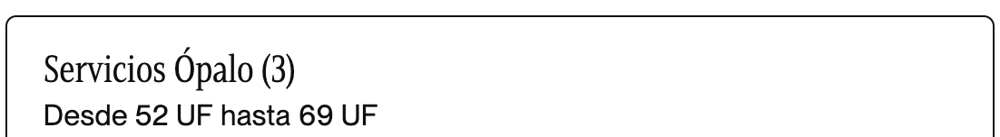 Servicios Ópalo (3)
Desde 52 UF hasta 69 UF